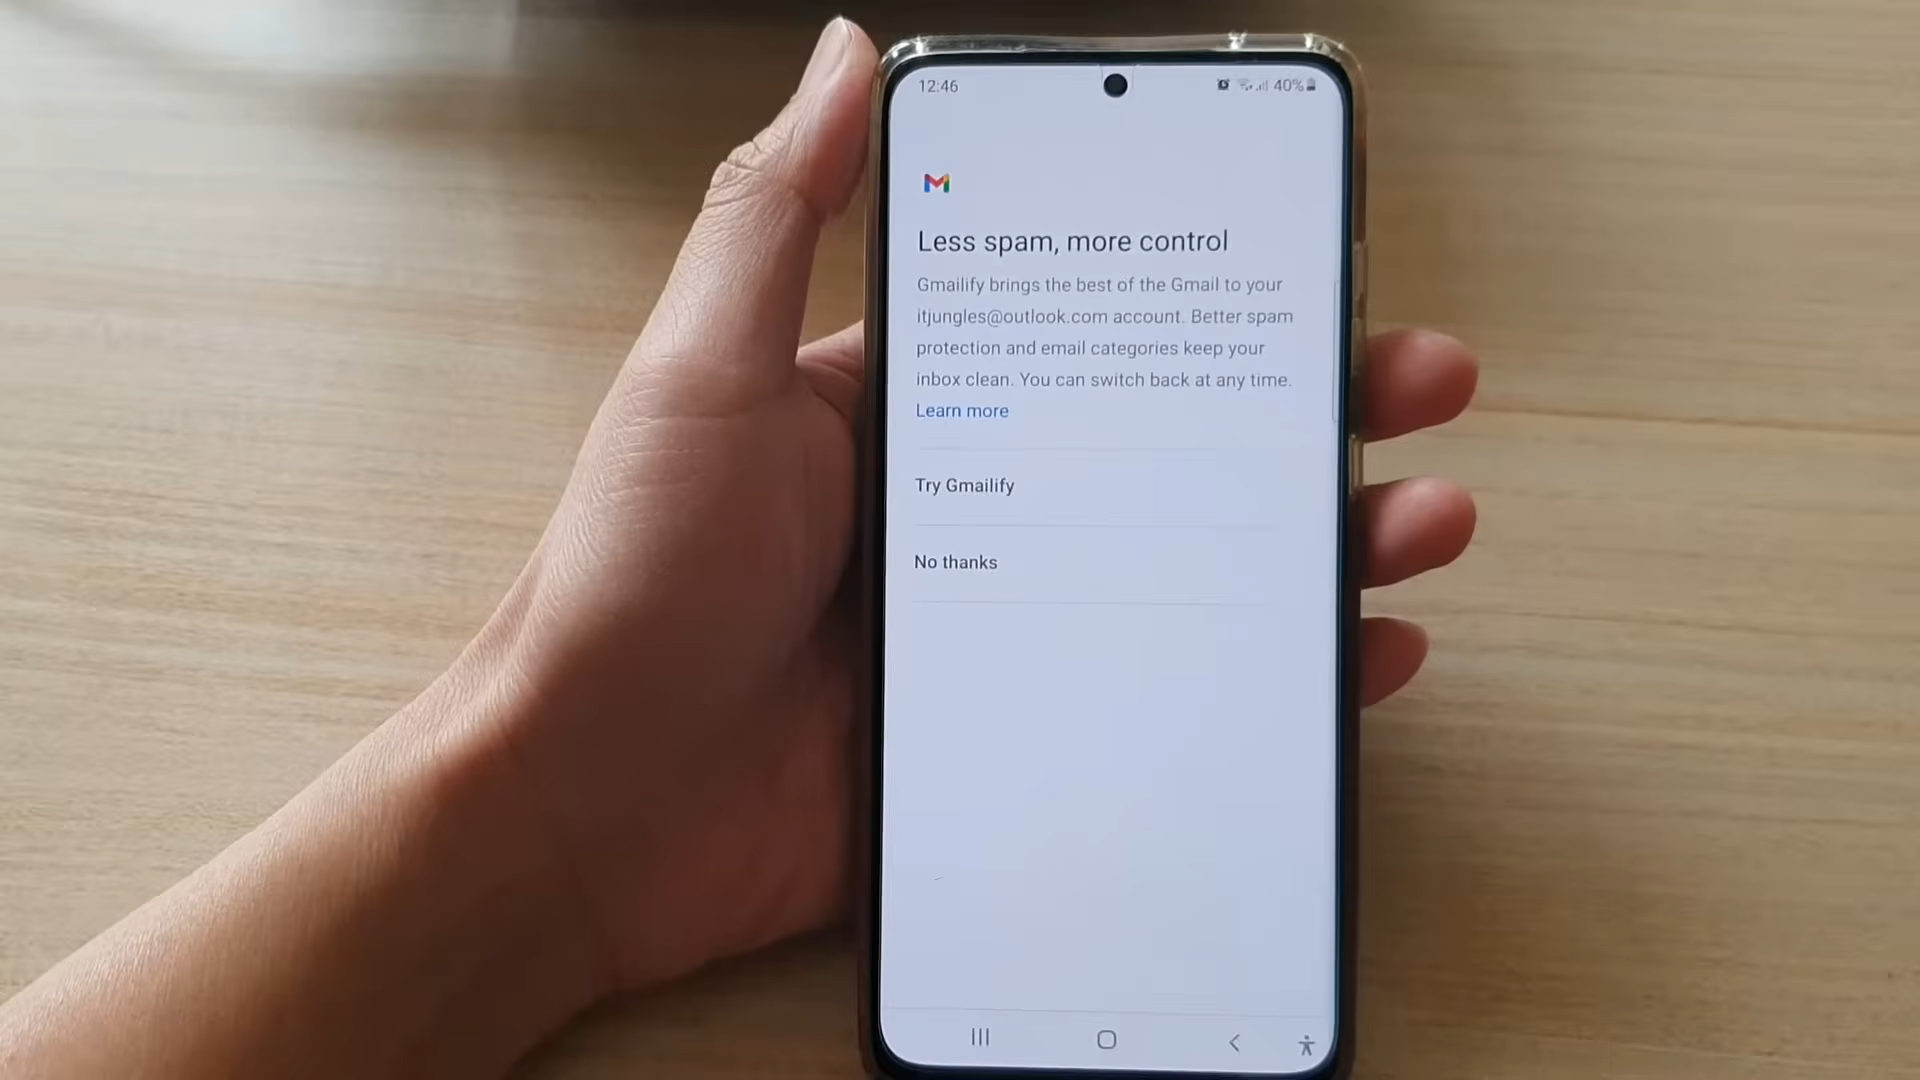 12:46
40%
Less spam, more control
Gmailify brings the best of the Gmail to your
itjungles@outlook.com account. Better spam
protection and email categories keep your
inbox clean. You can switch back at any time.
Learn more
Try Gmailify
No thanks